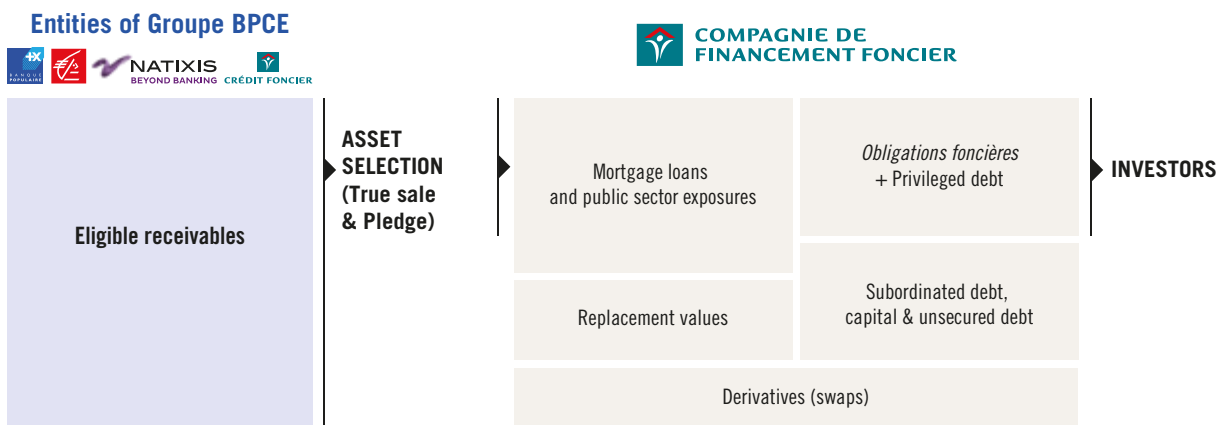 Entities of Groupe BPCE
+X
BANQUE
POPULAIRE
NATIXIS
BEYOND BANKING
CRÉDIT FONCIER
COMPAGNIE DE
FINANCEMENT FONCIER
Eligible receivables
ASSET
SELECTION
(True sale
& Pledge)
Mortgage loans
and public sector exposures
Replacement values
Obligations foncières
+ Privileged debt
Subordinated debt,
capital & unsecured debt
Derivatives (swaps)
INVESTORS